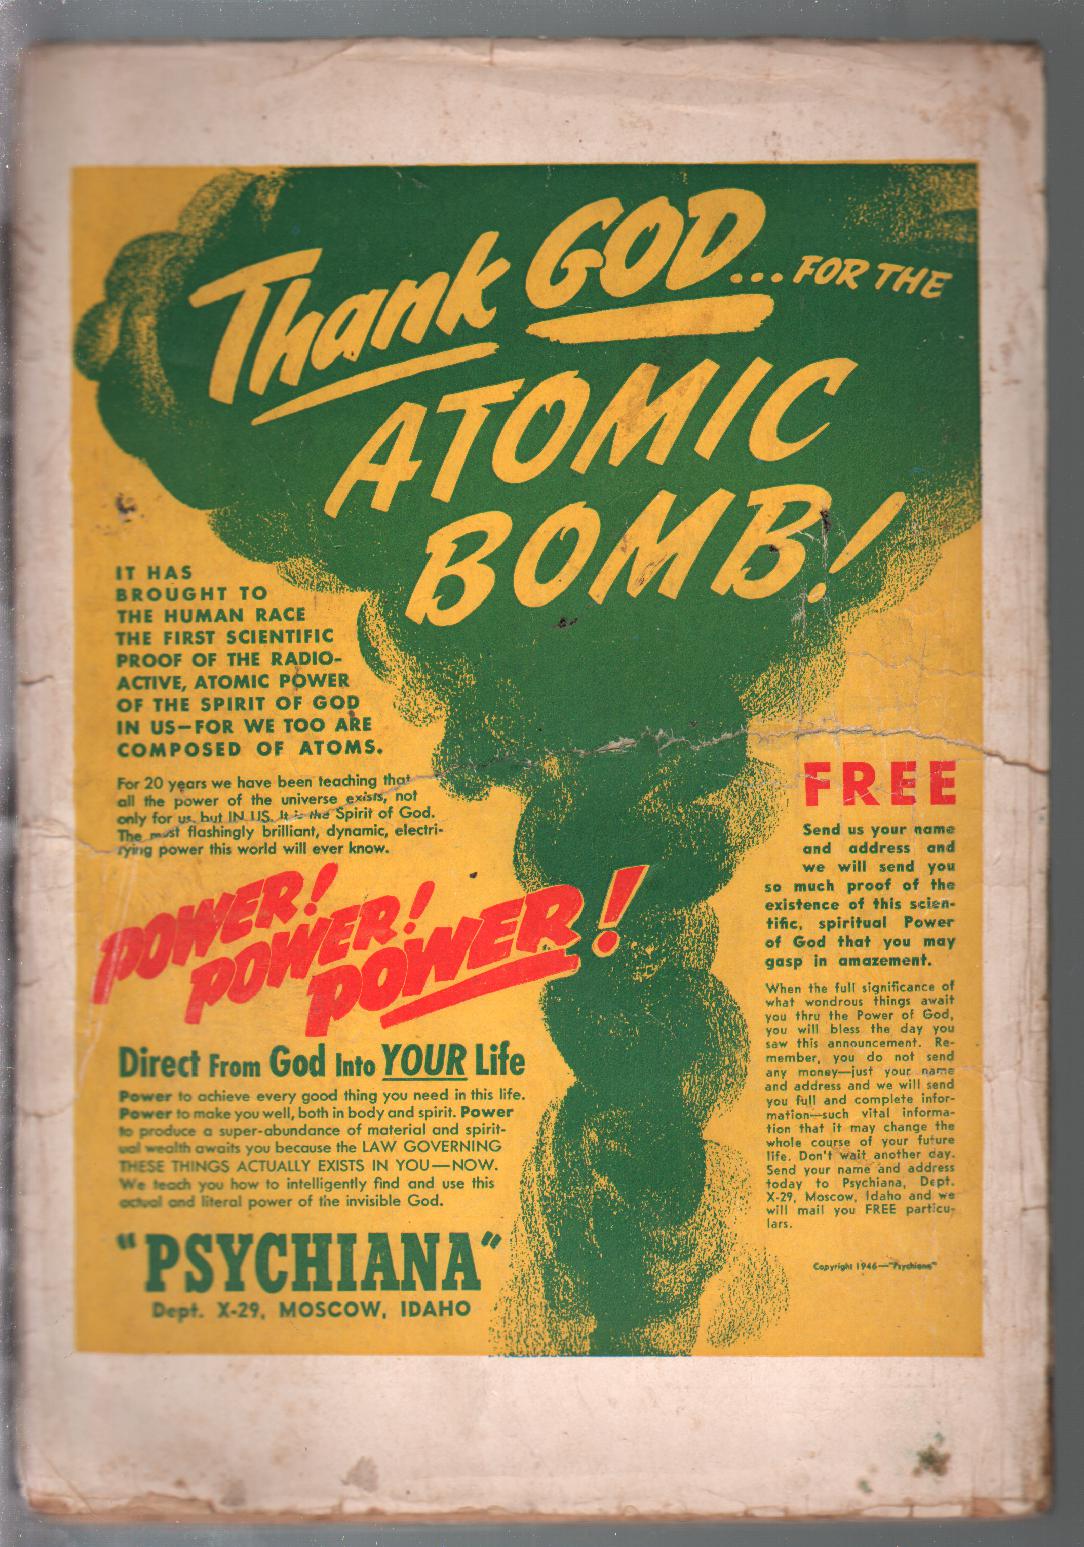 Thank GOD... FOR THE
ATOMIC
BOMB!
IT HAS
BROUGHT TO
THE HUMAN RACE
THE FIRST SCIENTIFIC
PROOF OF THE RADIO-
ACTIVE, ATOMIC POWER
OF THE SPIRIT OF GOD
IN US—FOR WE TOO ARE
COMPOSED OF ATOMS.
For 20 years we have been teaching that
all the power of the universe exists, not
only for us, but IN US. It is the Spirit of God.
The most flashingly brilliant, dynamic, electri-
fying power this world will ever know.
POWER!
POWER!
POWER!
Direct From God Into YOUR Life
Power to achieve every good thing you need in this life.
Power to make you well, both in body and spirit. Power
to produce a super-abundance of material and spirit-
ual wealth awaits you because the LAW GOVERNING
THESE THINGS ACTUALLY EXISTS IN YOU—NOW.
We teach you how to intelligently find and use this
actual and literal power of the invisible God.
"PSYCHIANA"
Dept. X-29, MOSCOW, IDAHO
FREE
Send us your name
and address and
we will send you
so much proof of the
existence of this scien-
tific, spiritual Power
of God that you may
gasp in amazement.
When the full significance of
what wondrous things await
you thru the Power of God,
you will bless the day you
saw this announcement. Re-
member, you do not send
any money—just your name
and address and we will send
you full and complete infor-
mation—such vital informa-
tion that it may change the
whole course of your future
life. Don't wait another day.
Send your name and address
today to Psychiana, Dept.
X-29, Moscow, Idaho and we
will mail you FREE particu-
lars.
Copyright 1946—"Psychiana"